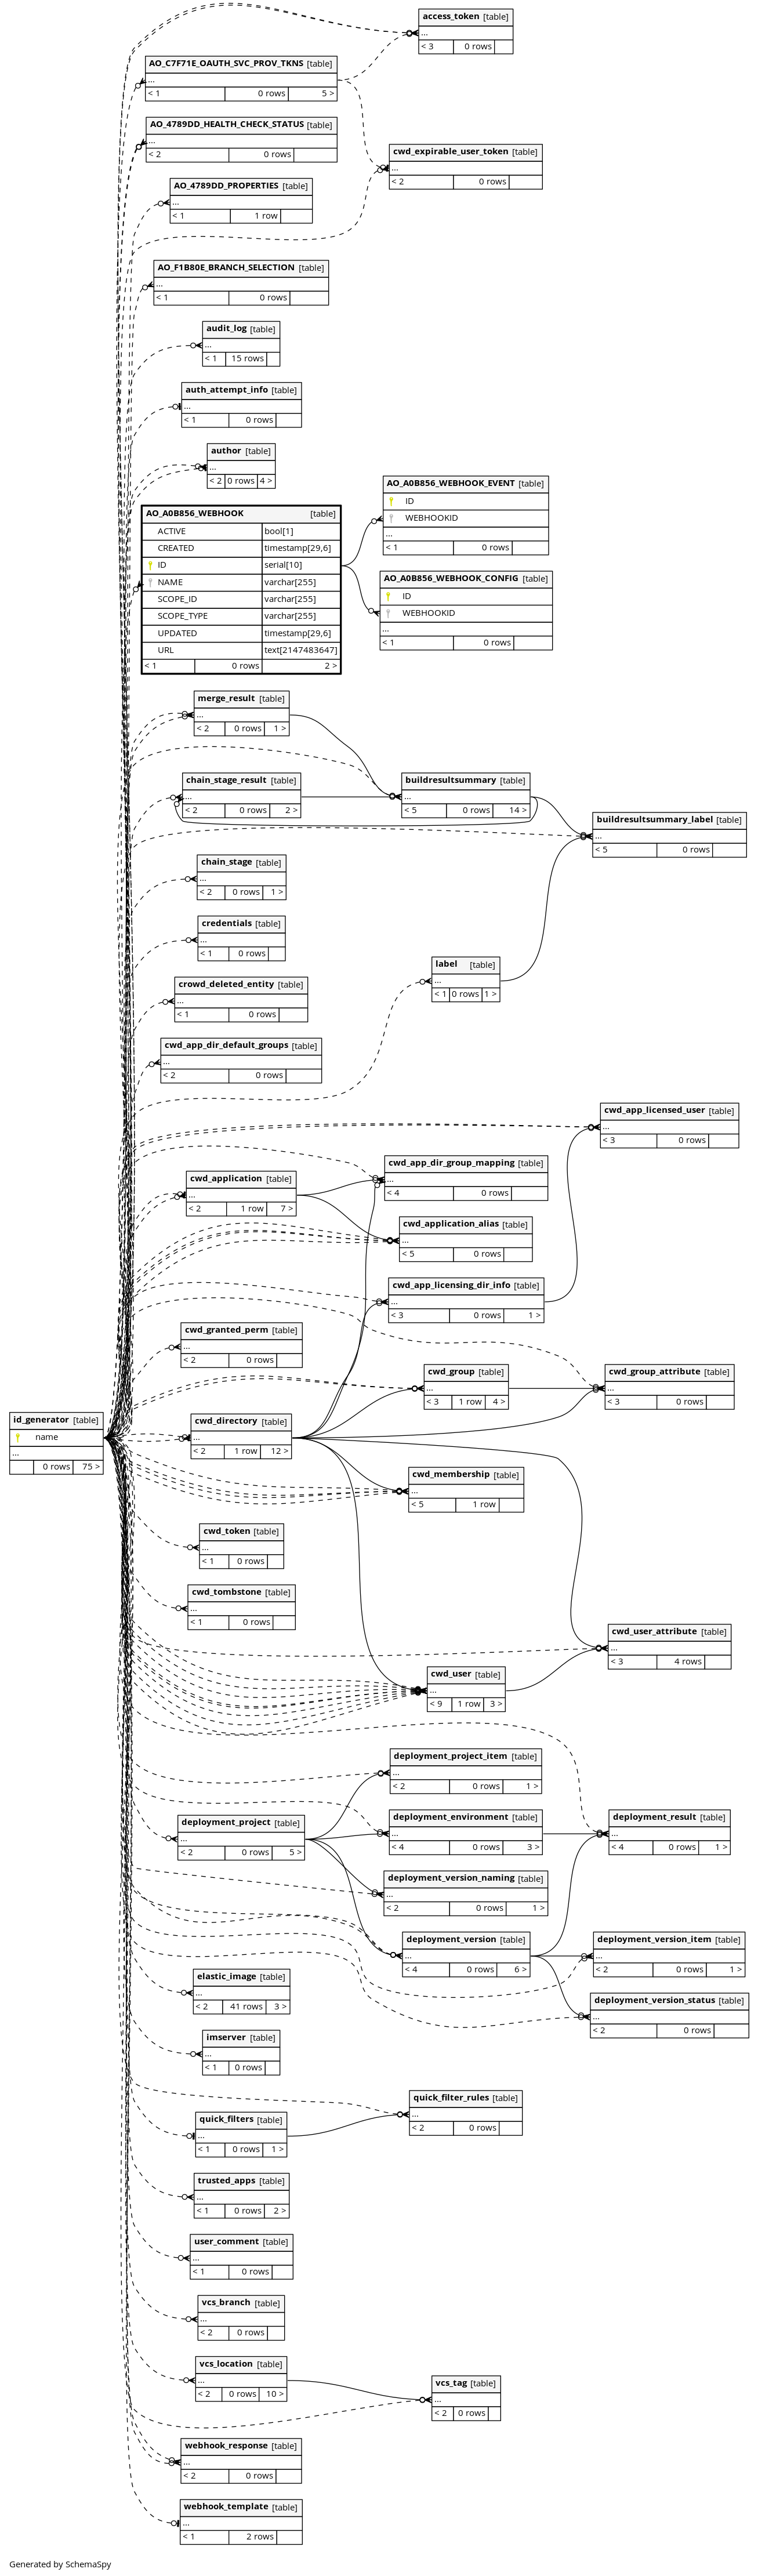 access_token [table]
...
< 3 0 rows
AO_C7F71E_OAUTH_SVC_PROV_TKNS [table]
...
< 1 0 rows 5 >
AO_4789DD_HEALTH_CHECK_STATUS [table]
...
< 2 0 rows
cwd_expirable_user_token [table]
...
< 2 0 rows
AO_4789DD_PROPERTIES [table]
...
< 1 1 row
AO_F1B80E_BRANCH_SELECTION [table]
...
< 1 0 rows
audit_log [table]
...
< 1 15 rows
auth_attempt_info [table]
...
< 1 0 rows
author [table]
...
< 2 0 rows 4 >
AO_A0B856_WEBHOOK_EVENT [table]
ID
WEBHOOKID
...
< 1 0 rows
AO_A0B856_WEBHOOK [table]
ACTIVE bool[1]
CREATED timestamp[29,6]
ID serial[10]
NAME varchar[255]
SCOPE_ID varchar[255]
SCOPE_TYPE varchar[255]
UPDATED timestamp[29,6]
URL text[2147483647]
< 1 0 rows 2 >
AO_A0B856_WEBHOOK_CONFIG [table]
ID
WEBHOOKID
...
< 1 0 rows
merge_result [table]
...
< 2 0 rows 1 >
chain_stage_result [table]
...
< 2 0 rows 2 >
buildresultsummary [table]
...
< 5 0 rows 14 >
buildresultsummary_label [table]
...
< 5 0 rows
chain_stage [table]
...
< 2 0 rows 1 >
credentials [table]
...
< 1 0 rows
label [table]
...
< 1 0 rows 1 >
crowd_deleted_entity [table]
...
< 1 0 rows
cwd_app_dir_default_groups [table]
...
< 2 0 rows
cwd_app_licensed_user [table]
...
< 3 0 rows
cwd_app_dir_group_mapping [table]
...
< 4 0 rows
cwd_application [table]
...
< 2 1 row 7 >
cwd_application_alias [table]
...
< 5 0 rows
cwd_app_licensing_dir_info [table]
...
< 3 0 rows 1 >
cwd_granted_perm [table]
...
< 2 0 rows
cwd_group [table]
...
< 3 1 row 4 >
cwd_group_attribute [table]
...
< 3 0 rows
id_generator [table]
name
...
0 rows 75 >
cwd_directory [table]
...
< 2 1 row 12 >
cwd_membership [table]
...
< 5 1 row
cwd_token [table]
...
< 1 0 rows
cwd_tombstone [table]
...
< 1 0 rows
cwd_user_attribute [table]
...
< 3 4 rows
cwd_user [table]
...
< 9 1 row 3 >
deployment_project_item [table]
...
< 2 0 rows 1 >
deployment_project [table]
...
< 2 0 rows 5 >
deployment_environment [table]
...
< 4 0 rows 3 >
deployment_result [table]
...
< 4 0 rows 1 >
deployment_version_naming [table]
...
< 2 0 rows 1 >
deployment_version [table]
...
< 4 0 rows 6 >
deployment_version_item [table]
...
< 2 0 rows 1 >
elastic_image [table]
...
< 2 41 rows 3 >
deployment_version_status [table]
...
< 2 0 rows
imserver [table]
...
< 1 0 rows
quick_filter_rules [table]
...
< 2 0 rows
quick_filters [table]
...
< 1 0 rows 1 >
trusted_apps [table]
...
< 1 0 rows 2 >
user_comment [table]
...
< 1 0 rows
vcs_branch [table]
...
< 2 0 rows
vcs_location [table]
...
< 2 0 rows 10 >
vcs_tag [table]
...
< 2 0 rows
webhook_response [table]
...
< 2 0 rows
webhook_template [table]
...
< 1 2 rows
Generated by SchemaSpy